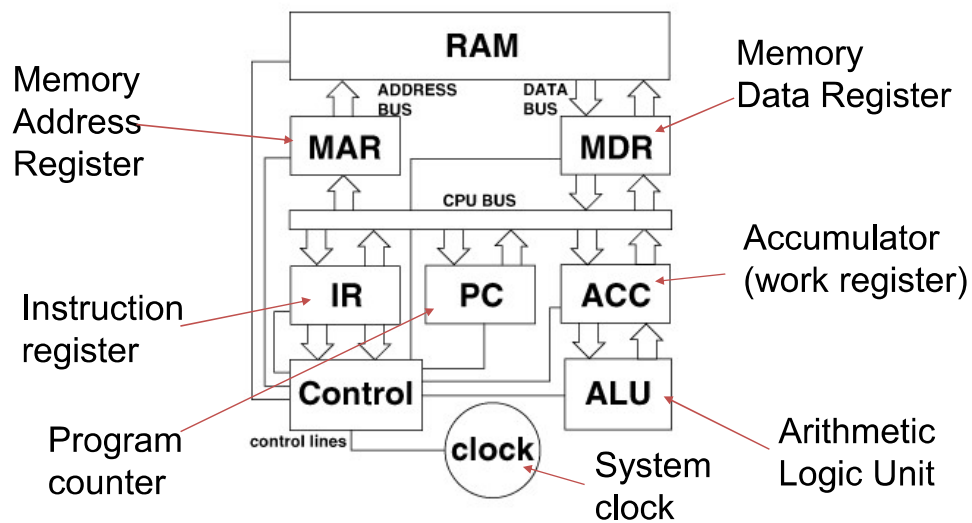 RAM
Memory
Address
Register
ADDRESS
BUS
DATA
BUS
Memory
Data Register
MAR
MDR
CPU BUS
Accumulator
(work register)
IR
PC
ACC
Instruction
register
Control
ALU
control lines
clock
Program
counter
System
clock
Arithmetic
Logic Unit